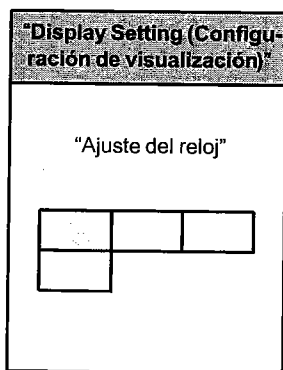 "Display Setting (Configu-
ración de visualización)"
"Ajuste del reloj"